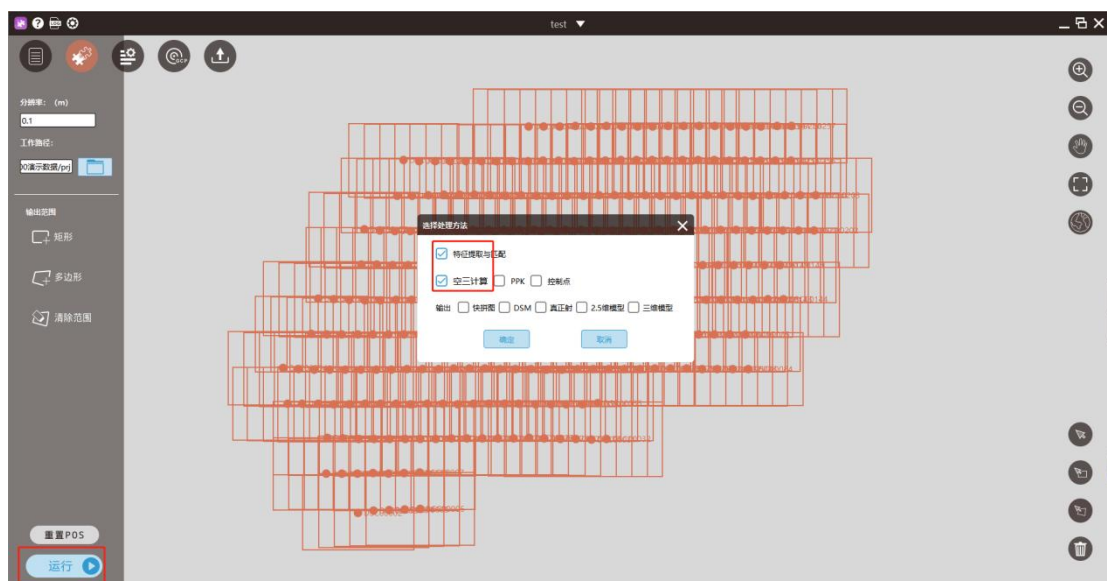 test
GCP
分辨率: (m)
0.1
工作路径:
00演示数据/prj
输出范围
矩形
多边形
清除范围
重置POS
运行
选择处理方法
特征提取与匹配
空三计算 PPK 控制点
输出 快拼图 DSM 真正射 2.5维模型 三维模型
确定 取消